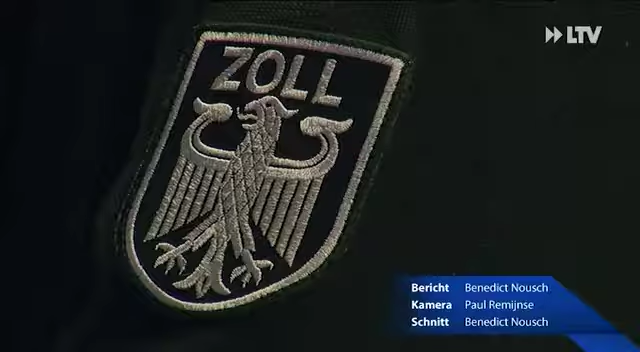 LTV
ZOLL
Bericht Benedict Nousch
Kamera Paul Remijnse
Schnitt Benedict Nousch